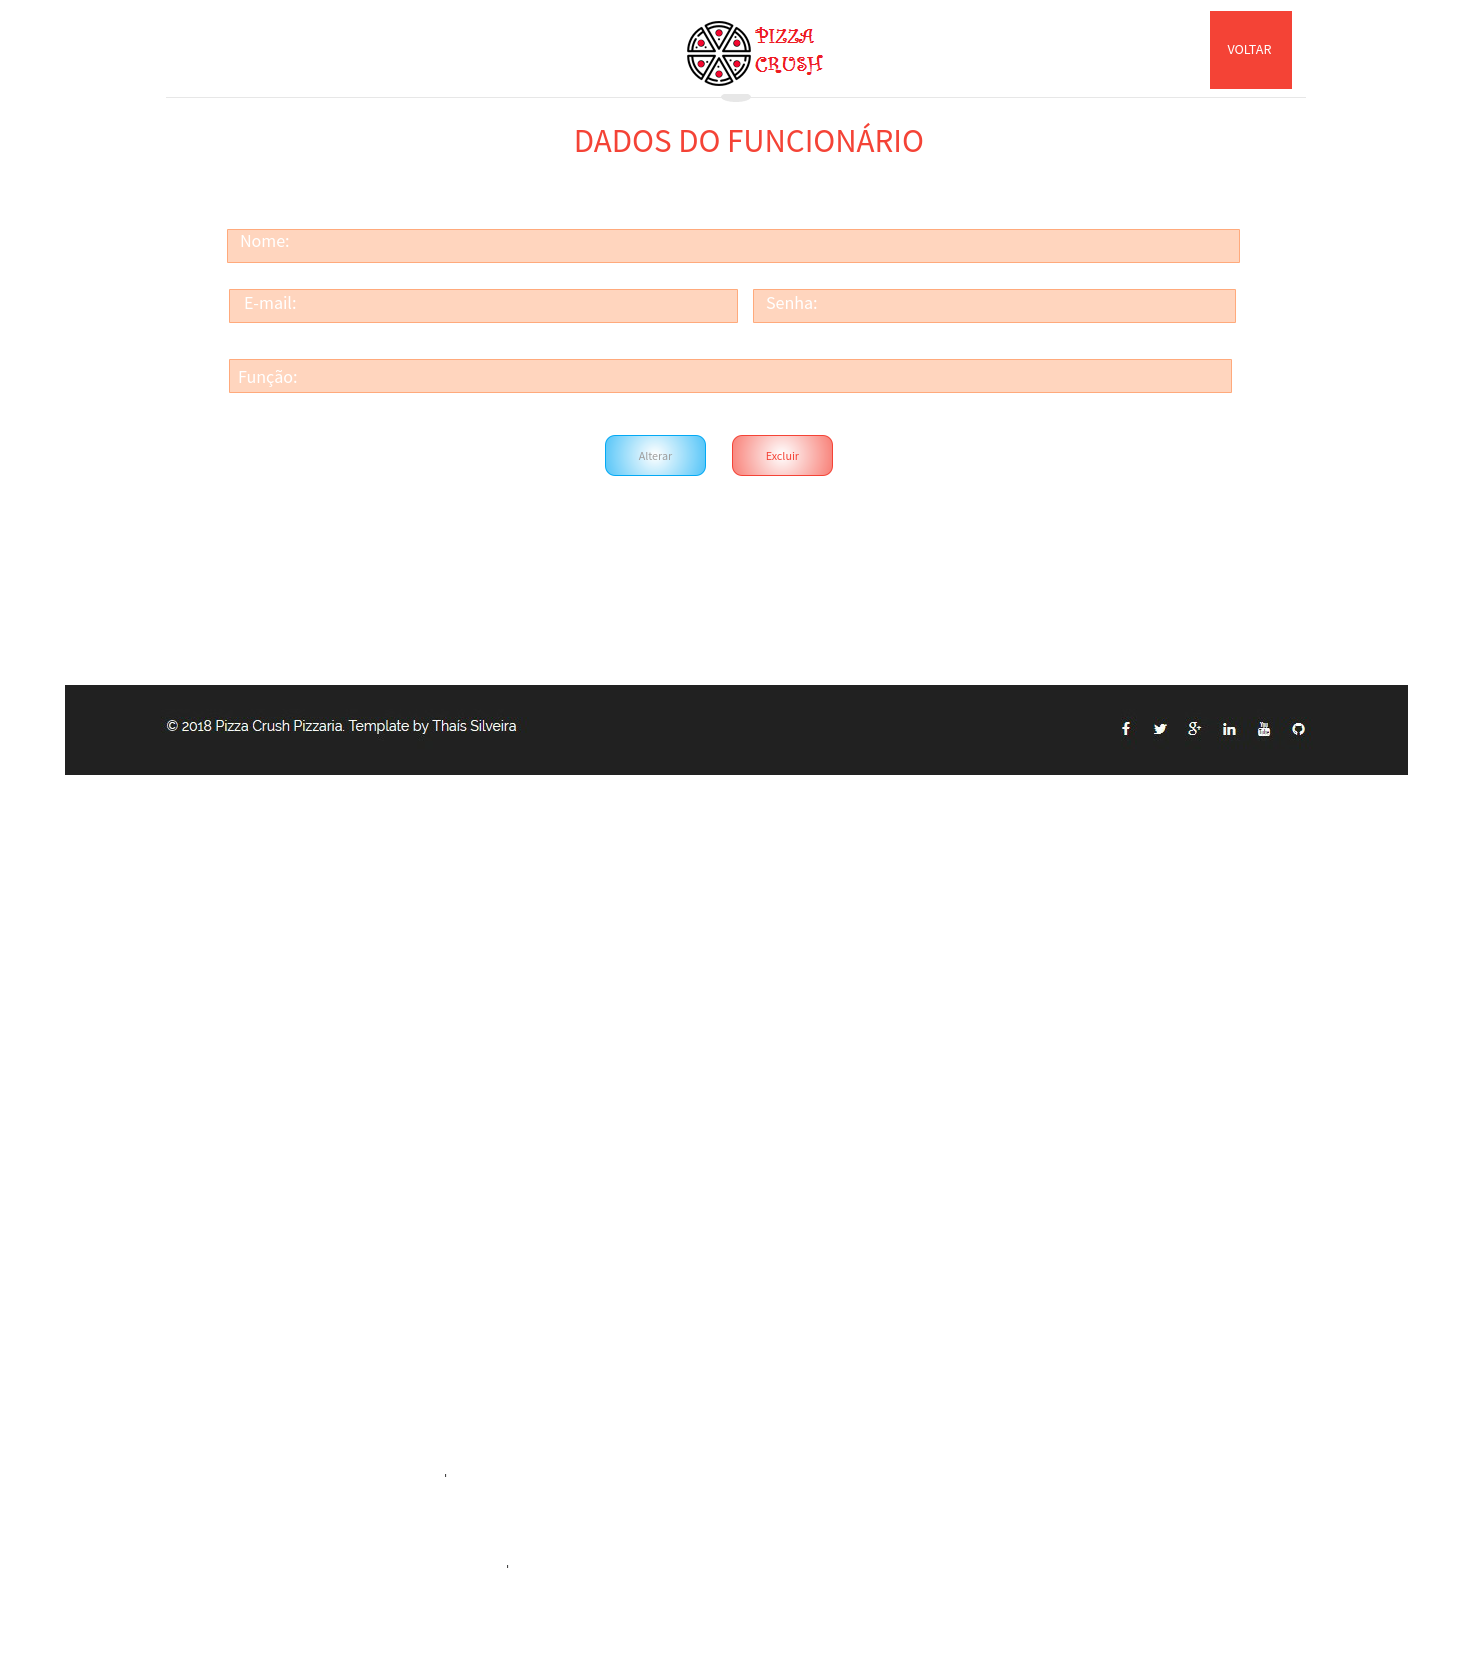 PIZZA
CRUSH
VOLTAR
DADOS DO FUNCIONÁRIO
Nome:
E-mail: Senha:
Função:
Alterar Excluir
© 2018 Pizza Crush Pizzaria. Template by Thaís Silveira